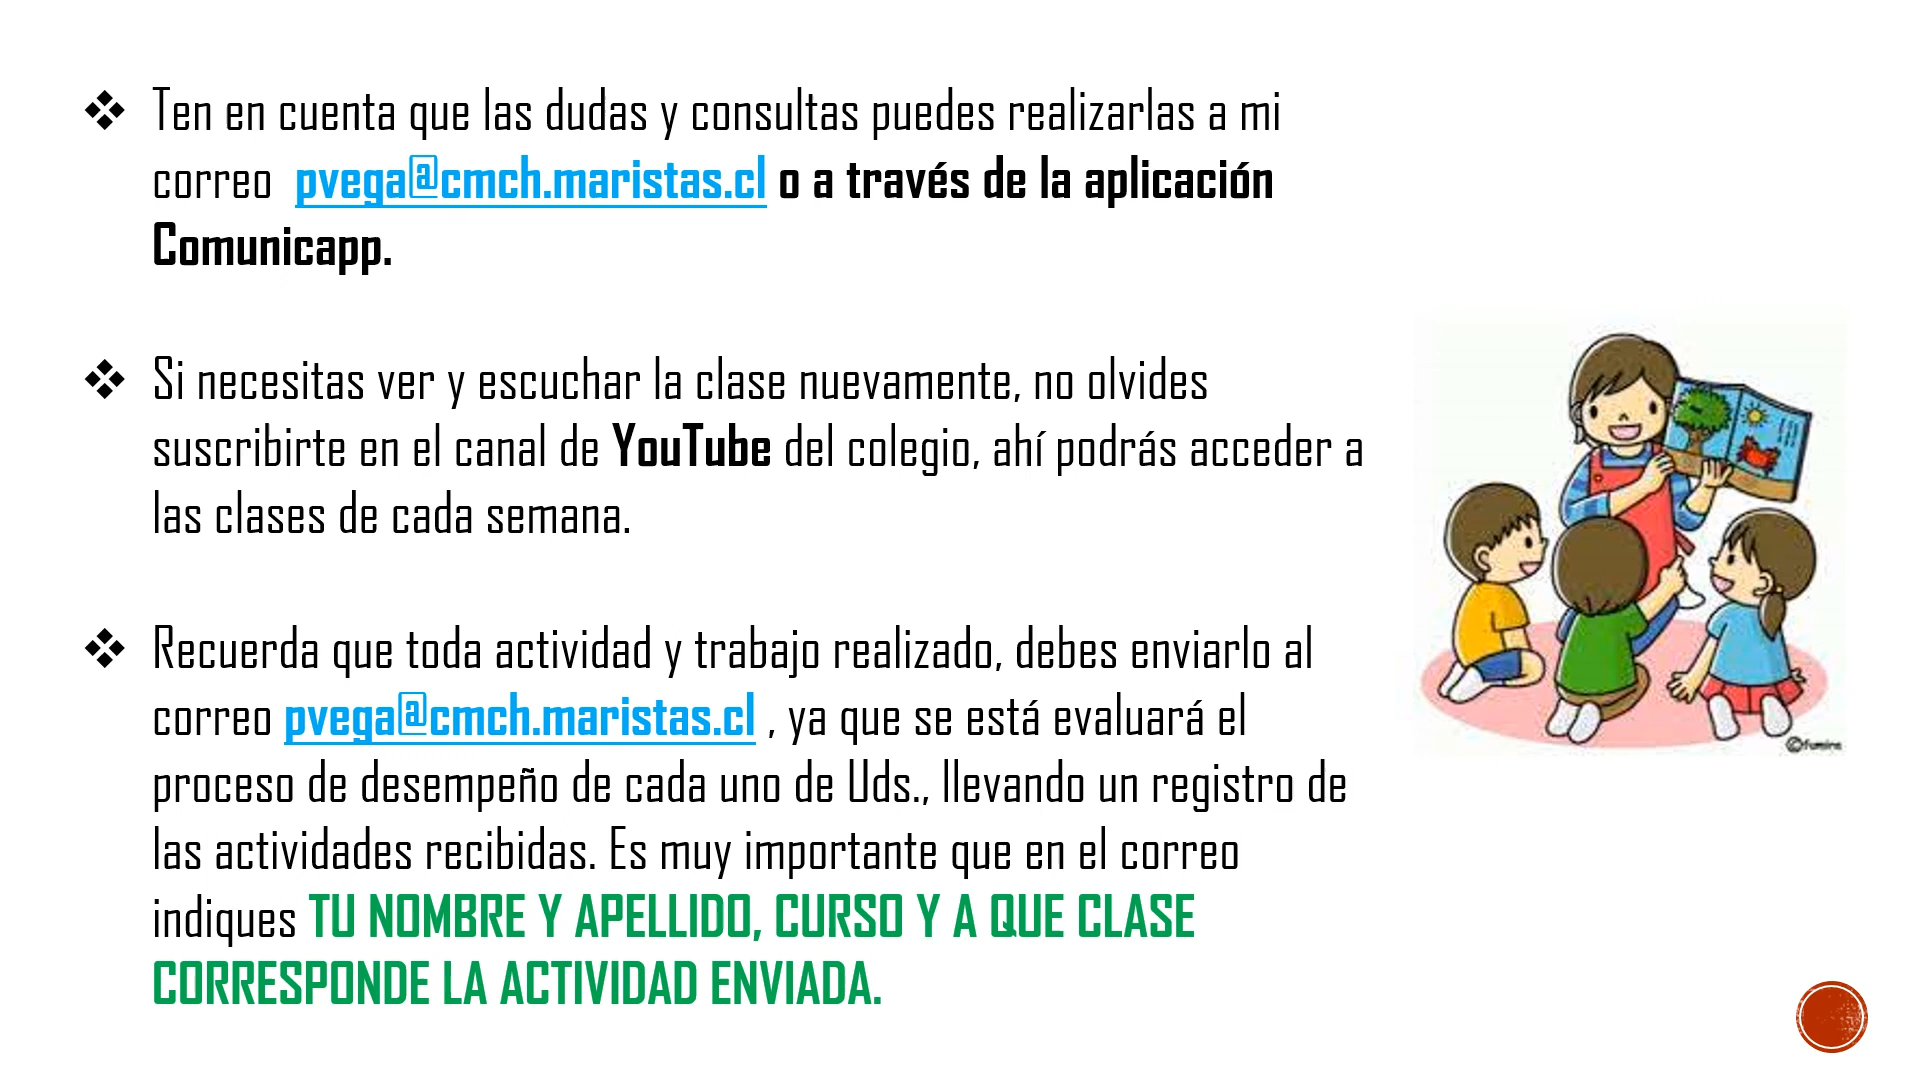 ❖ Ten en cuenta que las dudas y consultas puedes realizarlas a mi
correo pvega@cmch.maristas.cl o a través de la aplicación
Comunicapp.
❖ Si necesitas ver y escuchar la clase nuevamente, no olvides
suscribirte en el canal de YouTube del colegio, ahí podrás acceder a
las clases de cada semana.
❖ Recuerda que toda actividad y trabajo realizado, debes enviarlo al
correo pvega@cmch.maristas.cl , ya que se está evaluará el
proceso de desempeño de cada uno de Uds., llevando un registro de
las actividades recibidas. Es muy importante que en el correo
indiques TU NOMBRE Y APELLIDO, CURSO Y A QUE CLASE
CORRESPONDE LA ACTIVIDAD ENVIADA.